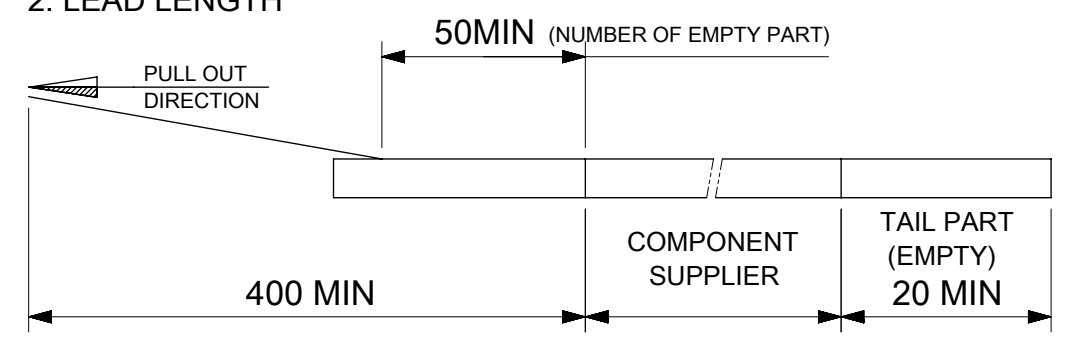 2. LEAD LENGTH
50MIN (NUMBER OF EMPTY PART)
PULL OUT
DIRECTION
COMPONENT
SUPPLIER
TAIL PART
(EMPTY)
400 MIN
20 MIN